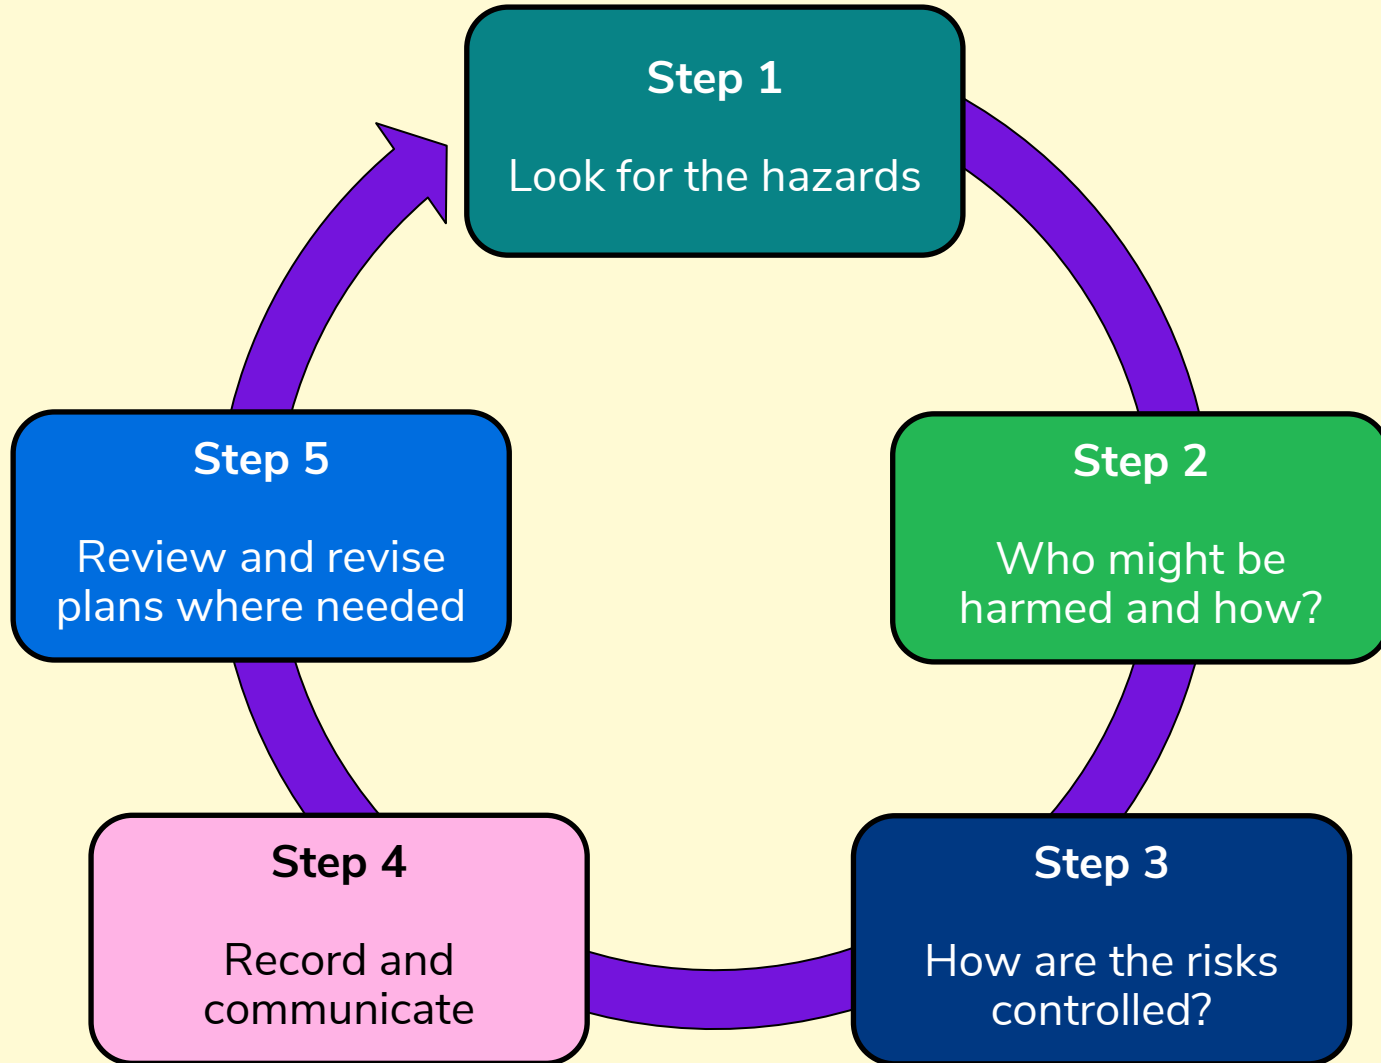 Step 1
Look for the hazards
Step 2
Who might be
harmed and how?
Step 3
How are the risks
controlled?
Step 4
Record and
communicate
Step 5
Review and revise
plans where needed